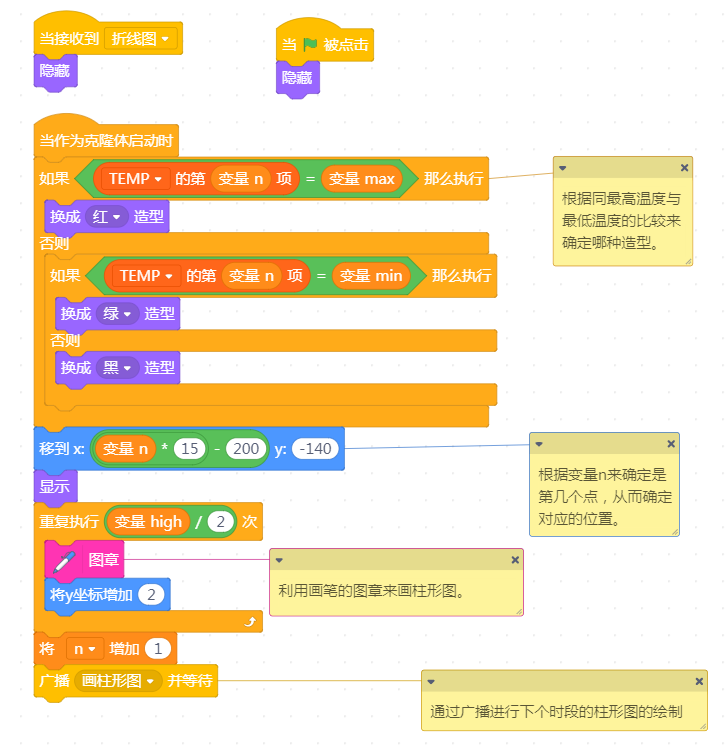 当接收到 折线图
隐藏
当 被点击
隐藏
当作为克隆体启动时
如果 TEMP 的第 变量 n 项 = 变量 max 那么执行
换成 红 造型
否则
如果 TEMP 的第 变量 n 项 = 变量 min 那么执行
换成 绿 造型
否则
换成 黑 造型
移到 x: 变量 n * 15 - 200 y: -140
显示
重复执行 变量 high / 2 次
图章
将y坐标增加 2
将 n 增加 1
广播 画柱形图 并等待
根据同最高温度与
最低温度的比较来
确定哪种造型。
根据变量n来确定是
第几个点，从而确定
对应的位置。
利用画笔的图章来画柱形图。
通过广播进行下个时段的柱形图的绘制